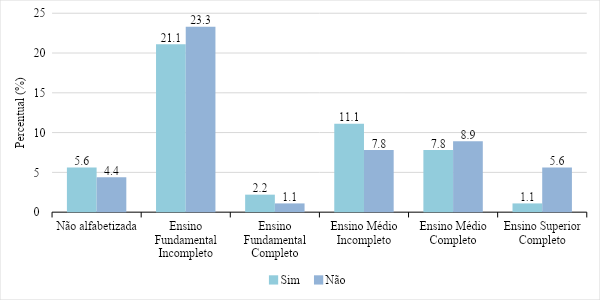 Percentual (%)
25
20
15
10
5
0
5.6
4.4
21.1
23.3
2.2
1.1
11.1
7.8
7.8
8.9
1.1
5.6
Não alfabetizada
Ensino
Fundamental
Incompleto
Ensino
Fundamental
Completo
Ensino Médio
Incompleto
Ensino Médio
Completo
Ensino Superior
Completo
Sim
Não